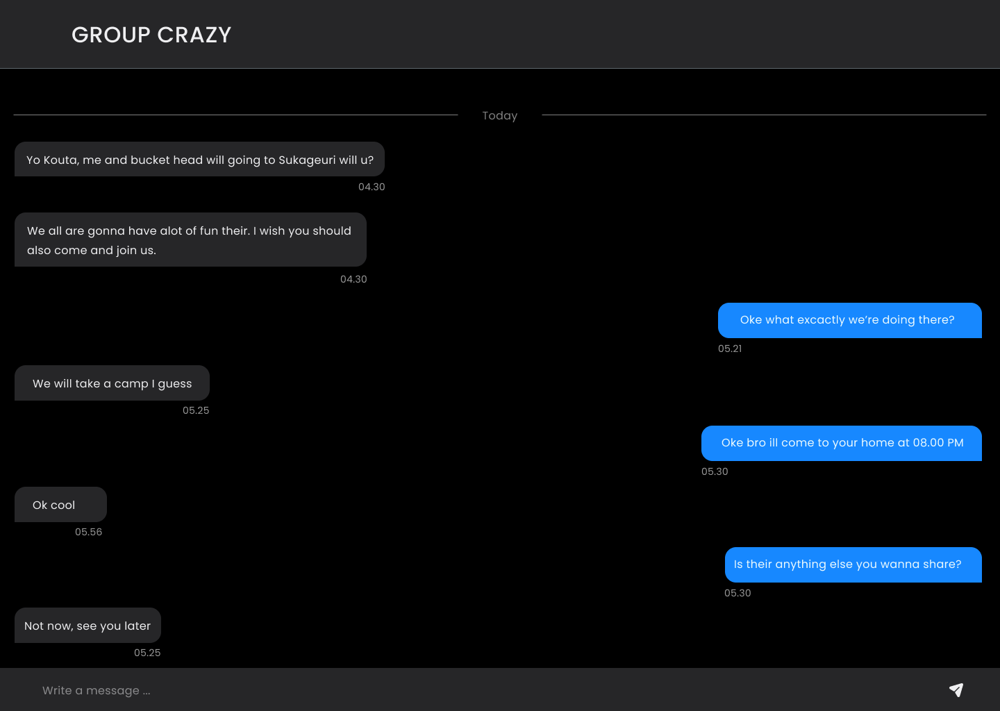 GROUP CRAZY
Today
Yo Kouta, me and bucket head will going to Sukageuri will u?
04.30
We all are gonna have alot of fun their. I wish you should
also come and join us.
04.30
Oke what excactly we’re doing there?
05.21
We will take a camp I guess
05.25
Oke bro ill come to your home at 08.00 PM
05.30
Ok cool
05.56
Is their anything else you wanna share?
05.30
Not now, see you later
05.25
Write a message ...